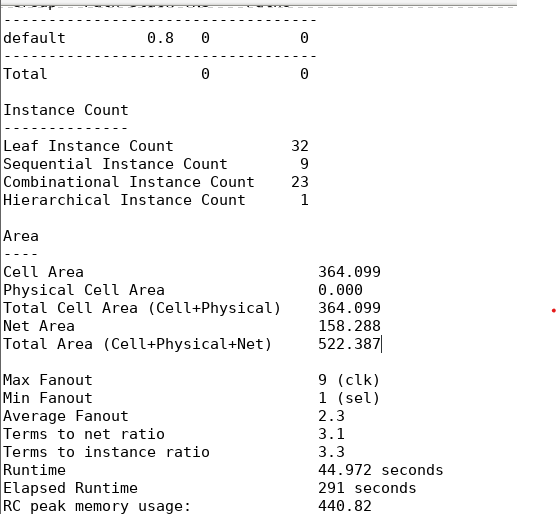 --------------------------------
default         0.8   0          0
--------------------------------
Total                 0          0
Instance Count
--------------
Leaf Instance Count             32
Sequential Instance Count        9
Combinational Instance Count    23
Hierarchical Instance Count      1
Area
----
Cell Area                          364.099
Physical Cell Area                 0.000
Total Cell Area (Cell+Physical)    364.099
Net Area                           158.288
Total Area (Cell+Physical+Net)     522.387
Max Fanout                         9 (clk)
Min Fanout                         1 (sel)
Average Fanout                     2.3
Terms to net ratio                 3.1
Terms to instance ratio            3.3
Runtime                            44.972 seconds
Elapsed Runtime                    291 seconds
RC peak memory usage:              440.82